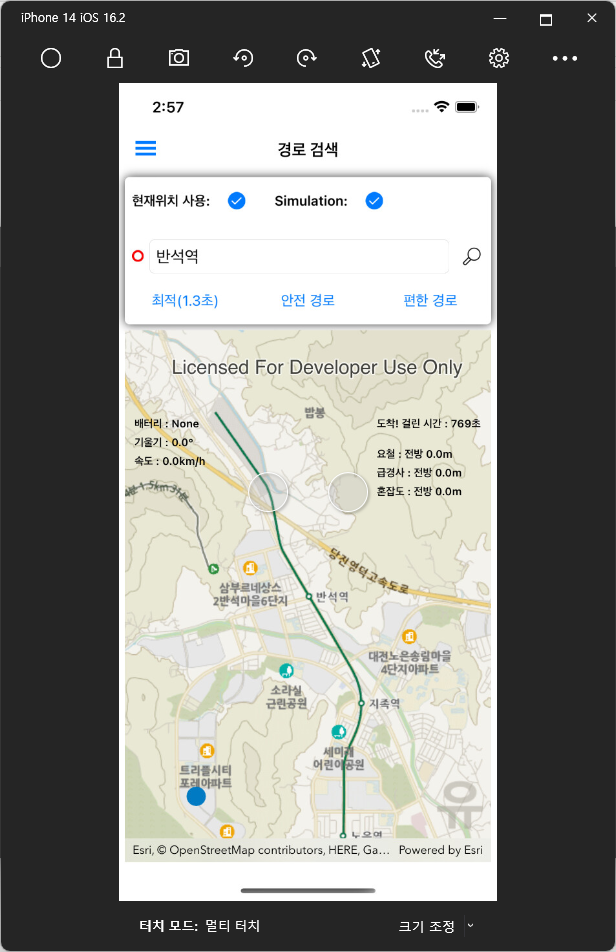 iPhone 14 iOS 16.2
2:57
경로 검색
현재위치 사용: Simulation:
반석역
최적(1.3초) 안전 경로 편한 경로
Licensed For Developer Use Only
밤봉
배터리 : None
기울기 : 0.0°
속도 : 0.0km/h
도착! 걸린 시간 : 769초
요철 : 전방 0.0m
급경사 : 전방 0.0m
혼잡도 : 전방 0.0m
4분 1.5km 31분
당진영덕고속도로
삼부르네상스
2반석마을6단지
반석역
대전노은송림마을
4단지아파트
소라실
근린공원
지족역
세미래
어린이공원
트리플시티
포레아파트
유
노은역
Esri, © OpenStreetMap contributors, HERE, Ga... Powered by Esri
터치 모드: 멀티 터치 크기 조정